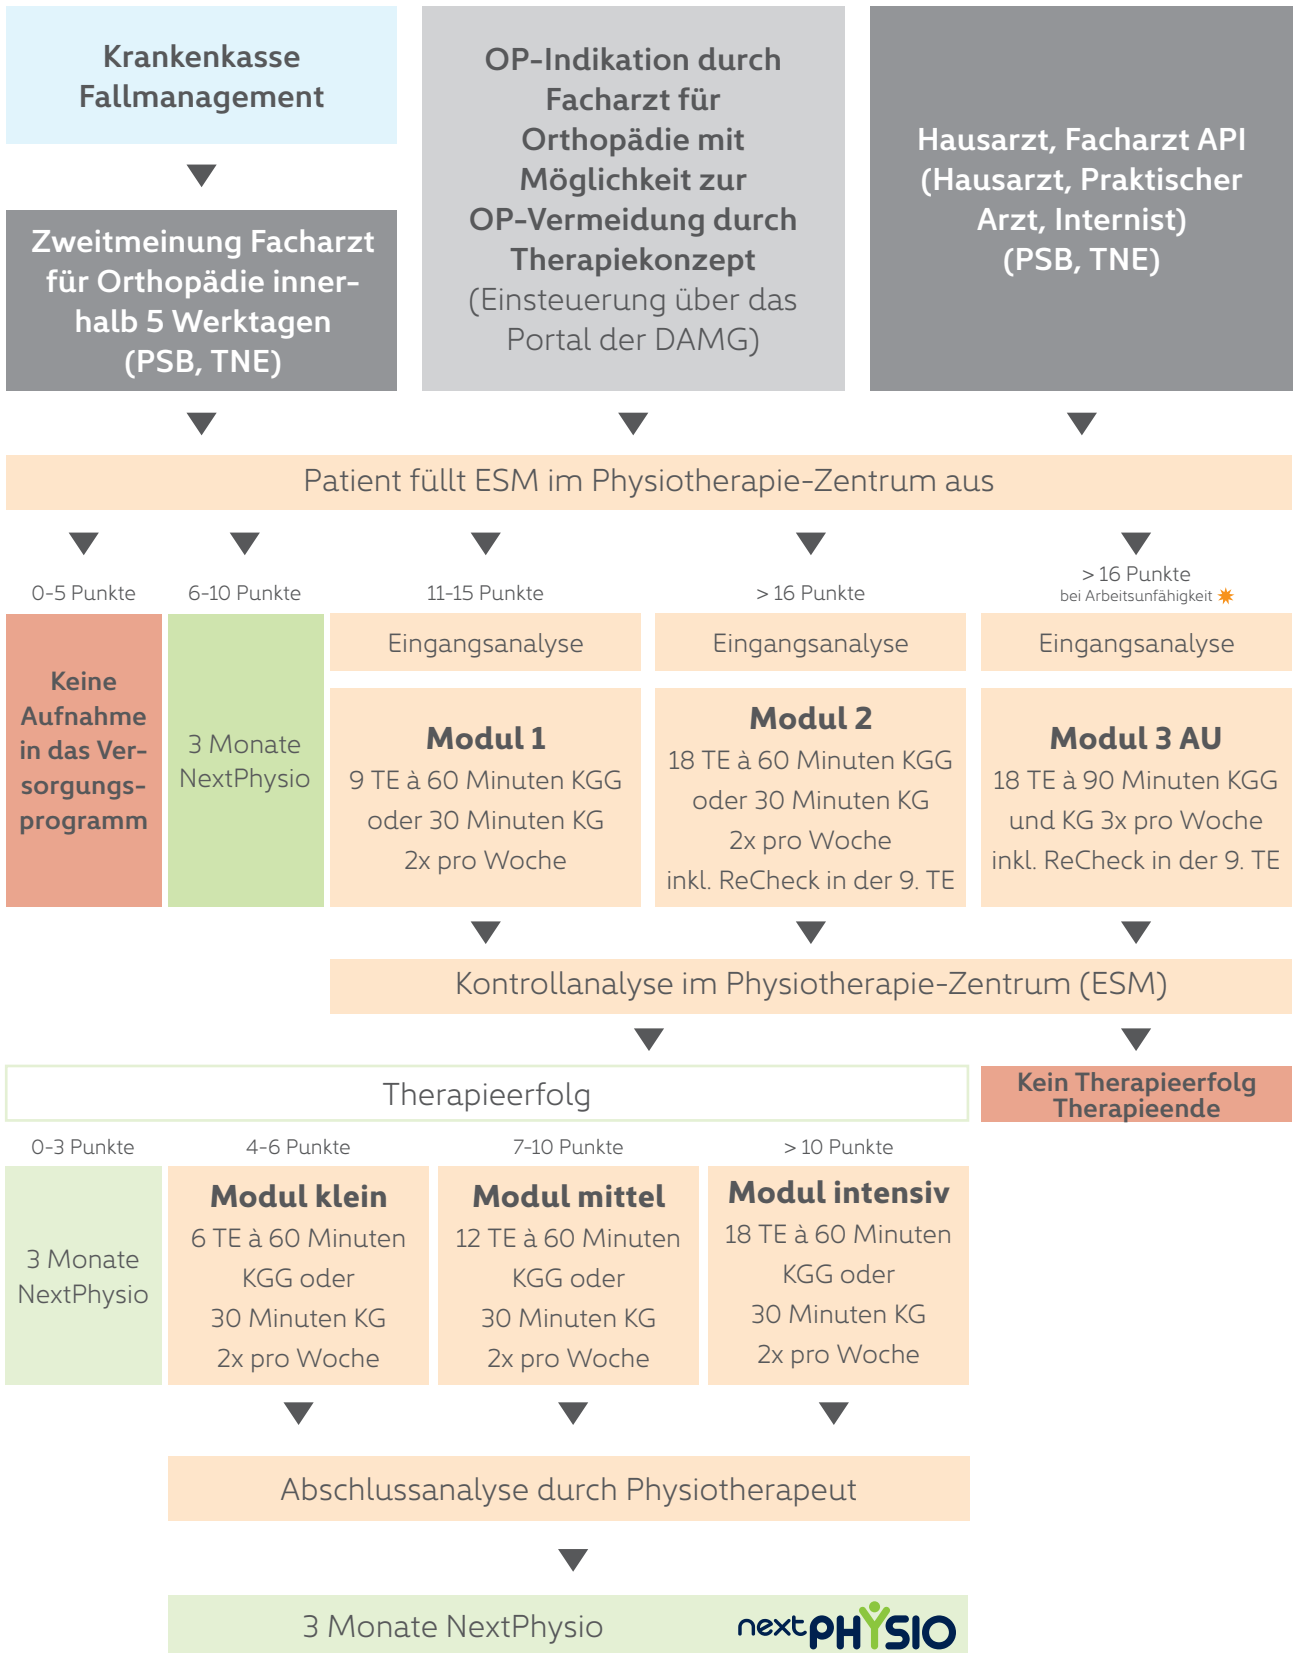 Krankenkasse
Fallmanagement
Zweitmeinung Facharzt
für Orthopädie inner-
halb 5 Werktagen
(PSB, TNE)
OP-Indikation durch
Facharzt für
Orthopädie mit
Möglichkeit zur
OP-Vermeidung durch
Therapiekonzept
(Einsteuerung über das
Portal der DAMG)
Hausarzt, Facharzt API
(Hausarzt, Praktischer
Arzt, Internist)
(PSB, TNE)
Patient füllt ESM im Physiotherapie-Zentrum aus
0-5 Punkte
Keine
Aufnahme
in das Ver-
sorgungs-
programm
6-10 Punkte
3 Monate
NextPhysio
11-15 Punkte
Eingangsanalyse
Modul 1
9 TE à 60 Minuten KGG
oder 30 Minuten KG
2x pro Woche
> 16 Punkte
Eingangsanalyse
Modul 2
18 TE à 60 Minuten KGG
oder 30 Minuten KG
2x pro Woche
inkl. ReCheck in der 9. TE
> 16 Punkte
bei Arbeitsunfähigkeit
Eingangsanalyse
Modul 3 AU
18 TE à 90 Minuten KGG
und KG 3x pro Woche
inkl. ReCheck in der 9. TE
Kontrollanalyse im Physiotherapie-Zentrum (ESM)
Therapieerfolg
Kein Therapieerfolg
Therapieende
0-3 Punkte
3 Monate
NextPhysio
4-6 Punkte
Modul klein
6 TE à 60 Minuten
KGG oder
30 Minuten KG
2x pro Woche
7-10 Punkte
Modul mittel
12 TE à 60 Minuten
KGG oder
30 Minuten KG
2x pro Woche
> 10 Punkte
Modul intensiv
18 TE à 60 Minuten
KGG oder
30 Minuten KG
2x pro Woche
Abschlussanalyse durch Physiotherapeut
3 Monate NextPhysio
nextPHYSIO